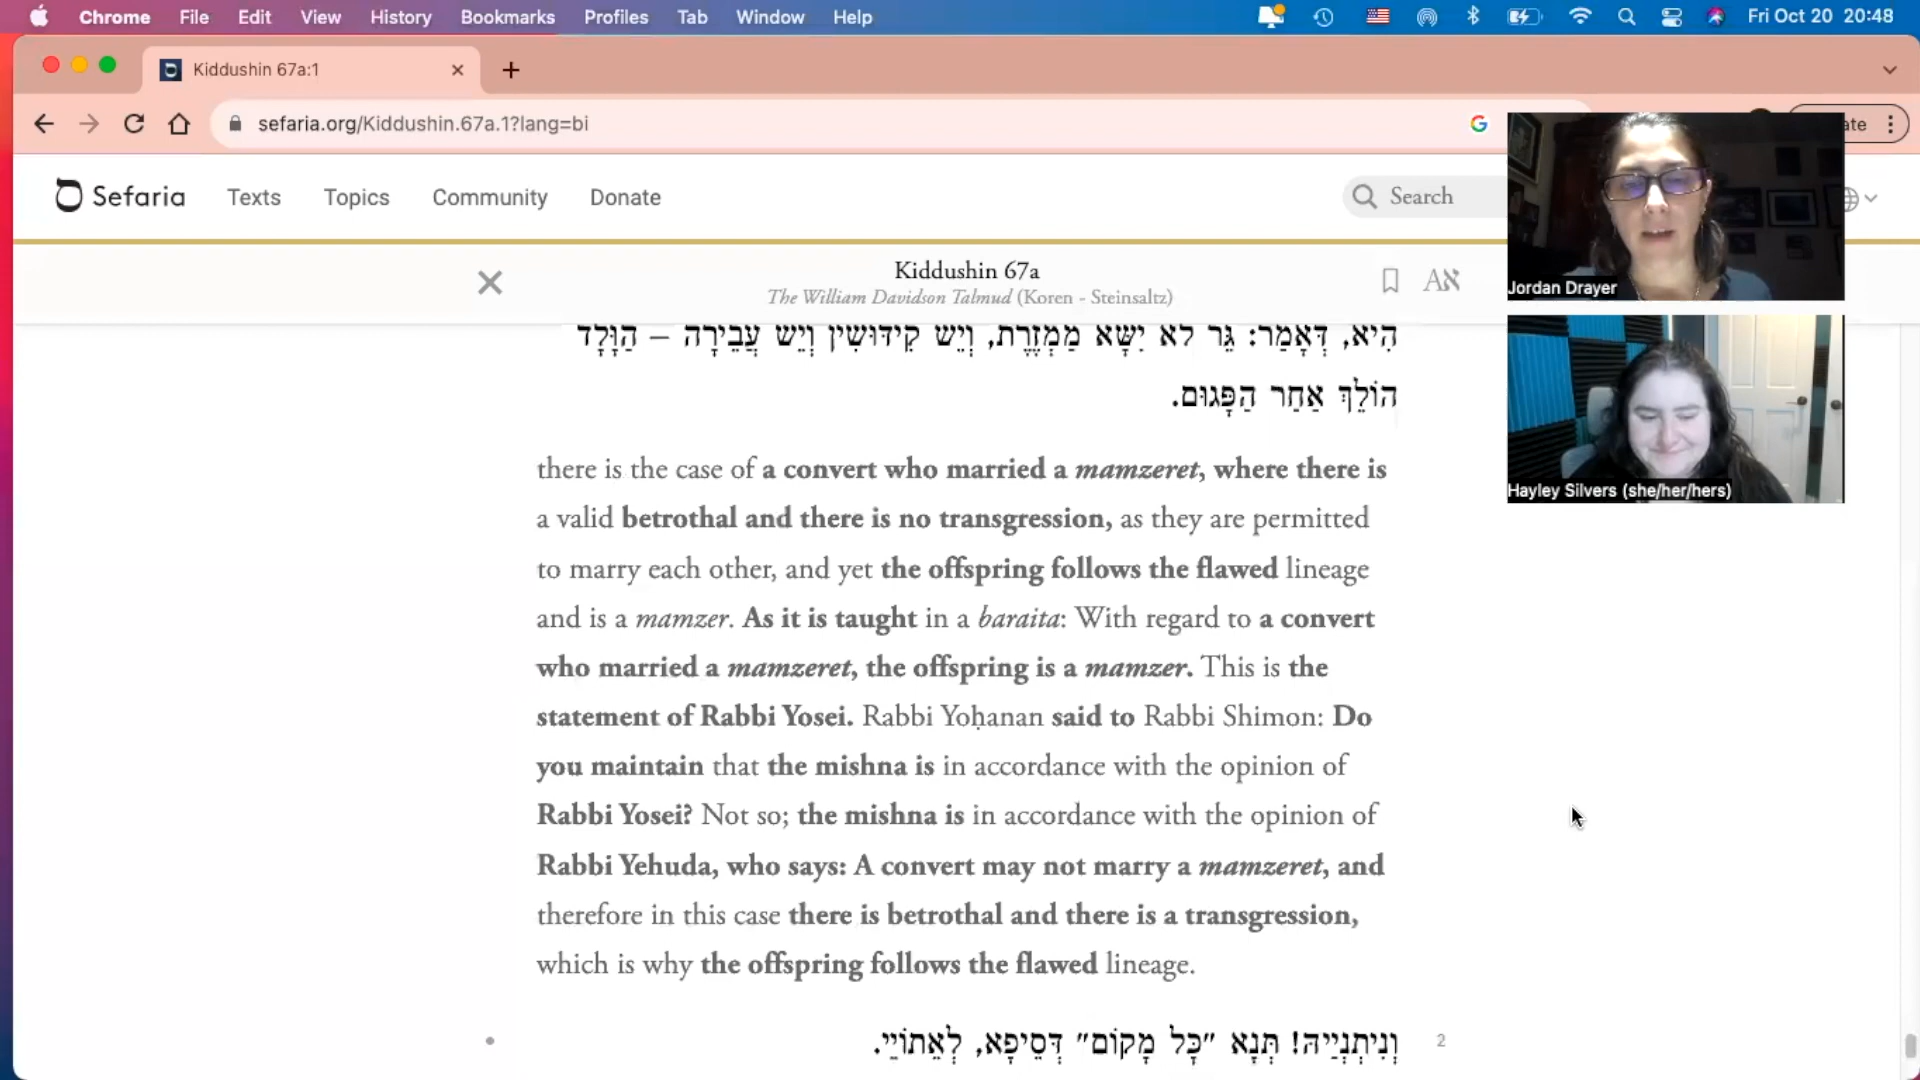 Chrome File Edit View History Bookmarks Profiles Tab Window Help Fri Oct 20 20:48
Kiddushin 67a:1
sefaria.org/Kiddushin.67a.1?lang=bi
Sefaria Texts Topics Community Donate Search
Kiddushin 67a
The William Davidson Talmud (Koren - Steinsaltz)
Aא
Jordan Drayer
Hayley Silvers (she/her/hers)
הִיא, דְּאָמַר: גֵּר לֹא יִשָּׂא מַמְזֶרֶת, וְיֵשׁ קִידּוּשִׁין וְיֵשׁ עֲבֵירָה – הַוָּלָד
הוֹלֵךְ אַחַר הַפָּגוּם.
there is the case of a convert who married a mamzeret, where there is
a valid betrothal and there is no transgression, as they are permitted
to marry each other, and yet the offspring follows the flawed lineage
and is a mamzer. As it is taught in a baraita: With regard to a convert
who married a mamzeret, the offspring is a mamzer. This is the
statement of Rabbi Yosei. Rabbi Yoḥanan said to Rabbi Shimon: Do
you maintain that the mishna is in accordance with the opinion of
Rabbi Yosei? Not so; the mishna is in accordance with the opinion of
Rabbi Yehuda, who says: A convert may not marry a mamzeret, and
therefore in this case there is betrothal and there is a transgression,
which is why the offspring follows the flawed lineage.
וְנִיתְנְיַיהּ! תְּנָא ״כׇּל מָקוֹם״ דְּסֵיפָא, לְאֵתוֹיֵי.
2